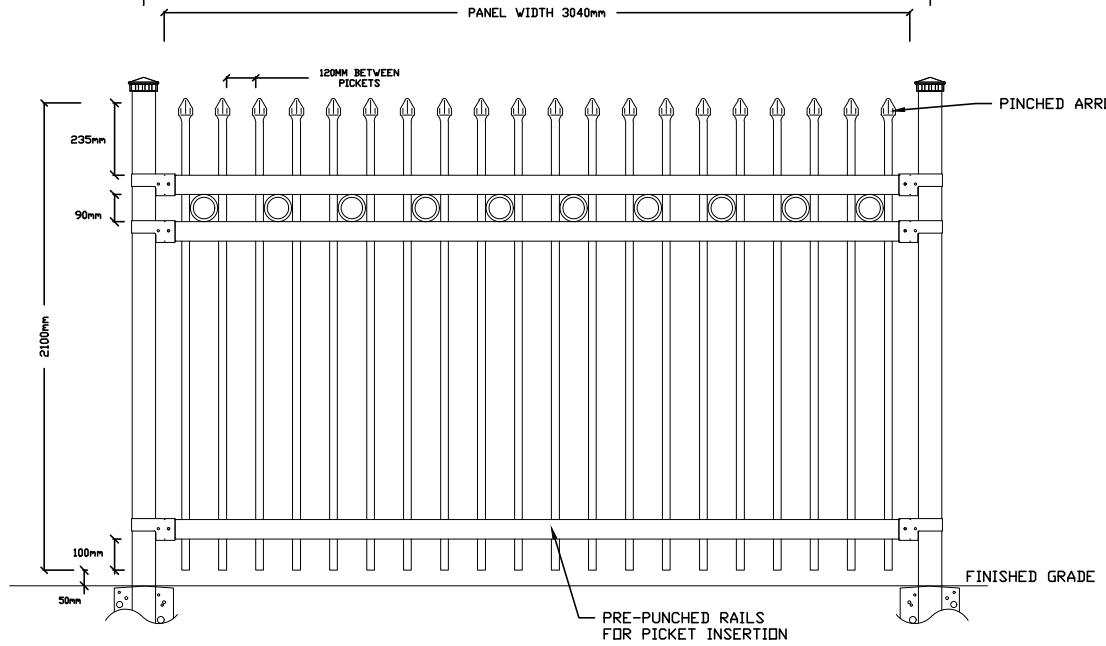 PANEL WIDTH 3040mm
120MM BETWEEN
PICKETS
PINCHED
235mm
90mm
2100mm
100mm
50mm
FINISHED GRADE
PRE-PUNCHED RAILS
FOR PICKET INSERTION